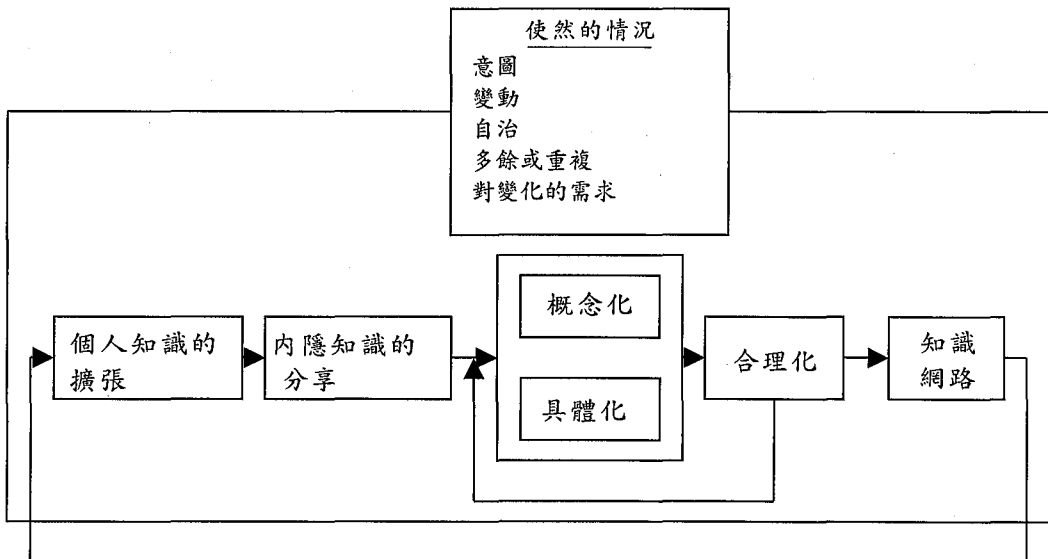 使然的情況
意圖
變動
自治
多餘或重複
對變化的需求
個人知識的
擴張
內隱知識的
分享
概念化
具體化
合理化
知識
網路